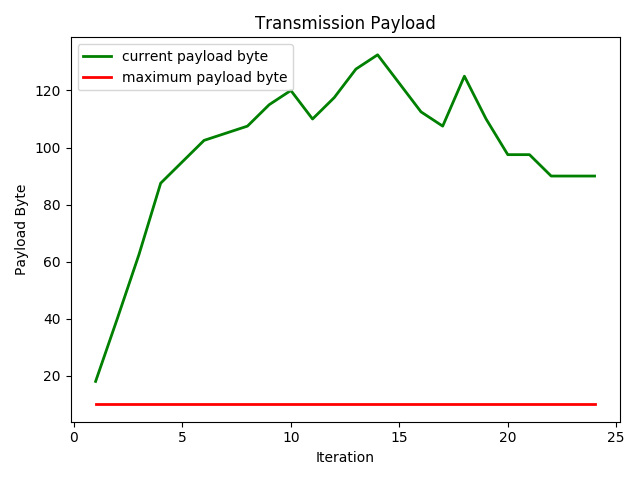 Transmission Payload
current payload byte
maximum payload byte
120
100
80
60
40
20
Payload Byte
0 5 10 15 20 25
Iteration